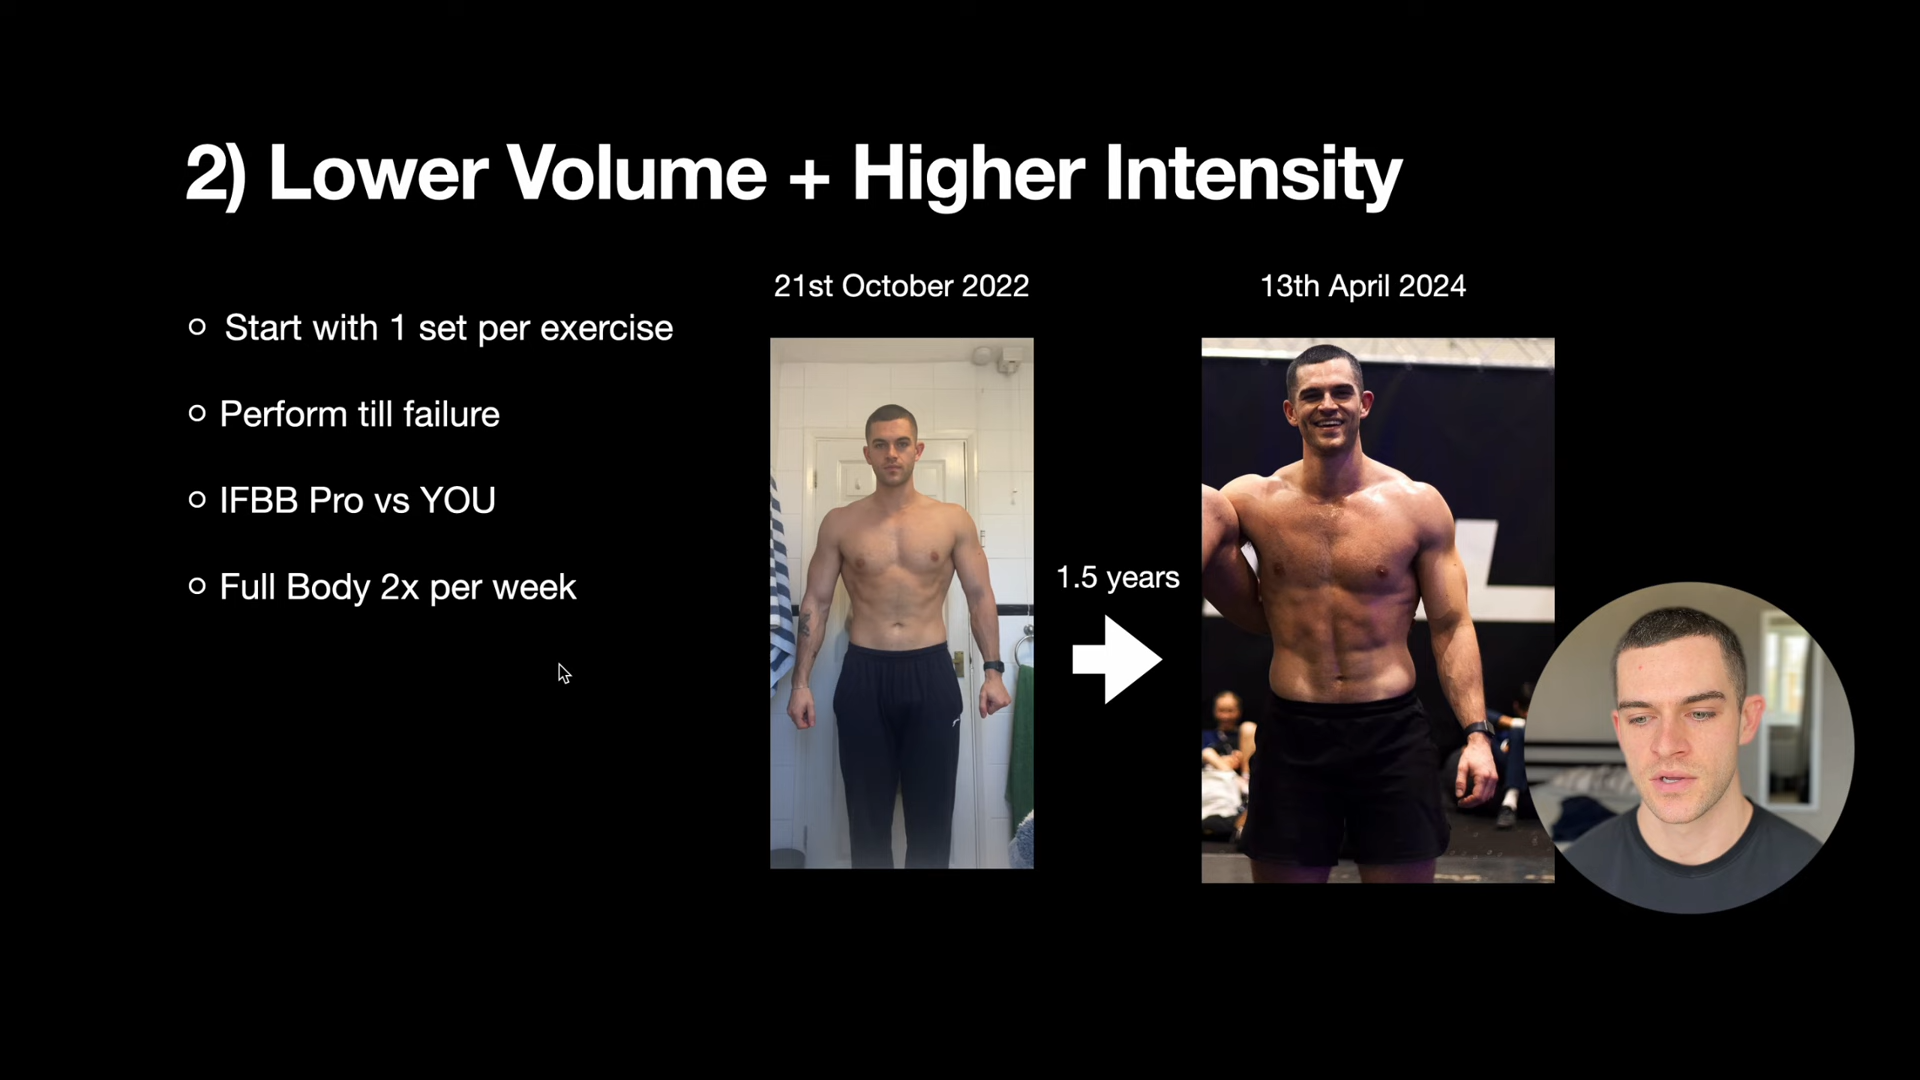 2) Lower Volume + Higher Intensity
Start with 1 set per exercise
Perform till failure
IFBB Pro vs YOU
Full Body 2x per week
21st October 2022
1.5 years
13th April 2024